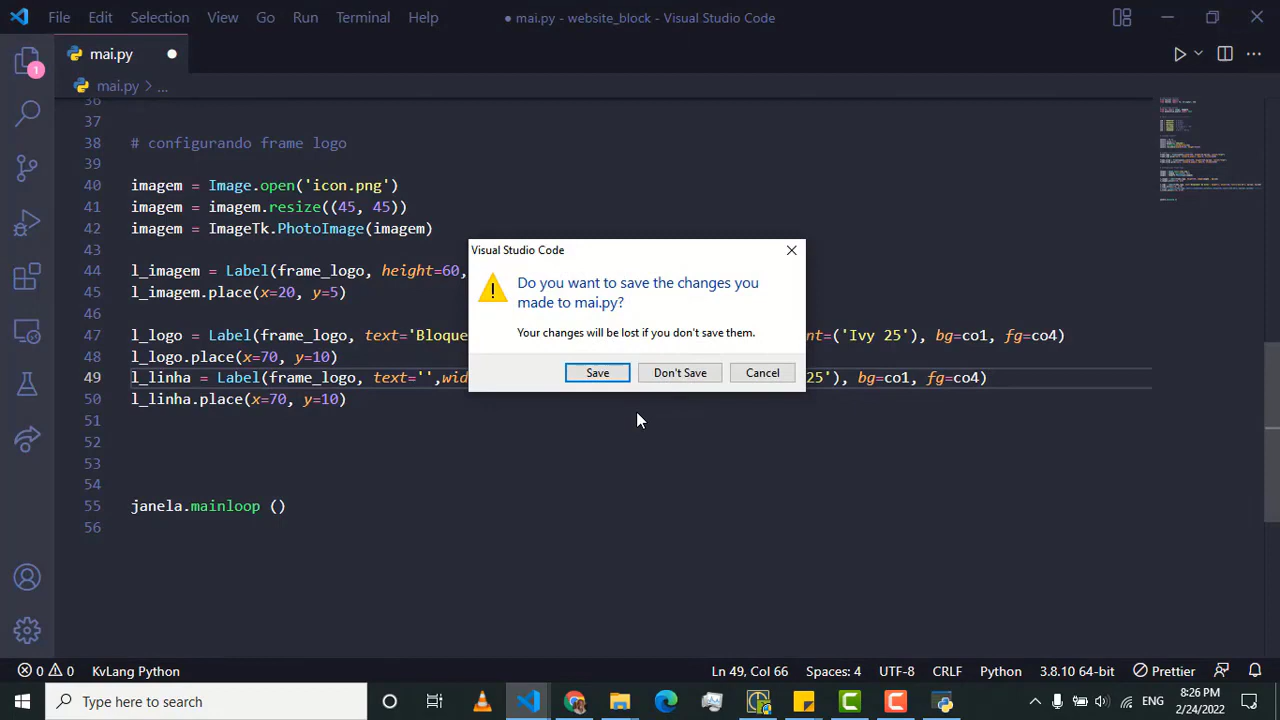 File Edit Selection View Go Run Terminal Help
● mai.py - website_block - Visual Studio Code
mai.py
1
mai.py > ...
36
37
38 # configurando frame logo
39
40 imagem = Image.open('icon.png')
41 imagem = imagem.resize((45, 45))
42 imagem = ImageTk.PhotoImage(imagem)
43
44 l_imagem = Label(frame_logo, height=60,
45 l_imagem.place(x=20, y=5)
46
47 l_logo = Label(frame_logo, text='Bloque nt=('Ivy 25'), bg=co1, fg=co4)
48 l_logo.place(x=70, y=10)
49 l_linha = Label(frame_logo, text='',wid 25'), bg=co1, fg=co4)
50 l_linha.place(x=70, y=10)
51
52
53
54
55 janela.mainloop ()
56
Visual Studio Code
Do you want to save the changes you
made to mai.py?
Your changes will be lost if you don't save them.
Save Don't Save Cancel
0 0 KvLang Python
Ln 49, Col 66 Spaces: 4 UTF-8 CRLF Python 3.8.10 64-bit Prettier
Type here to search
ENG
8:26 PM
2/24/2022